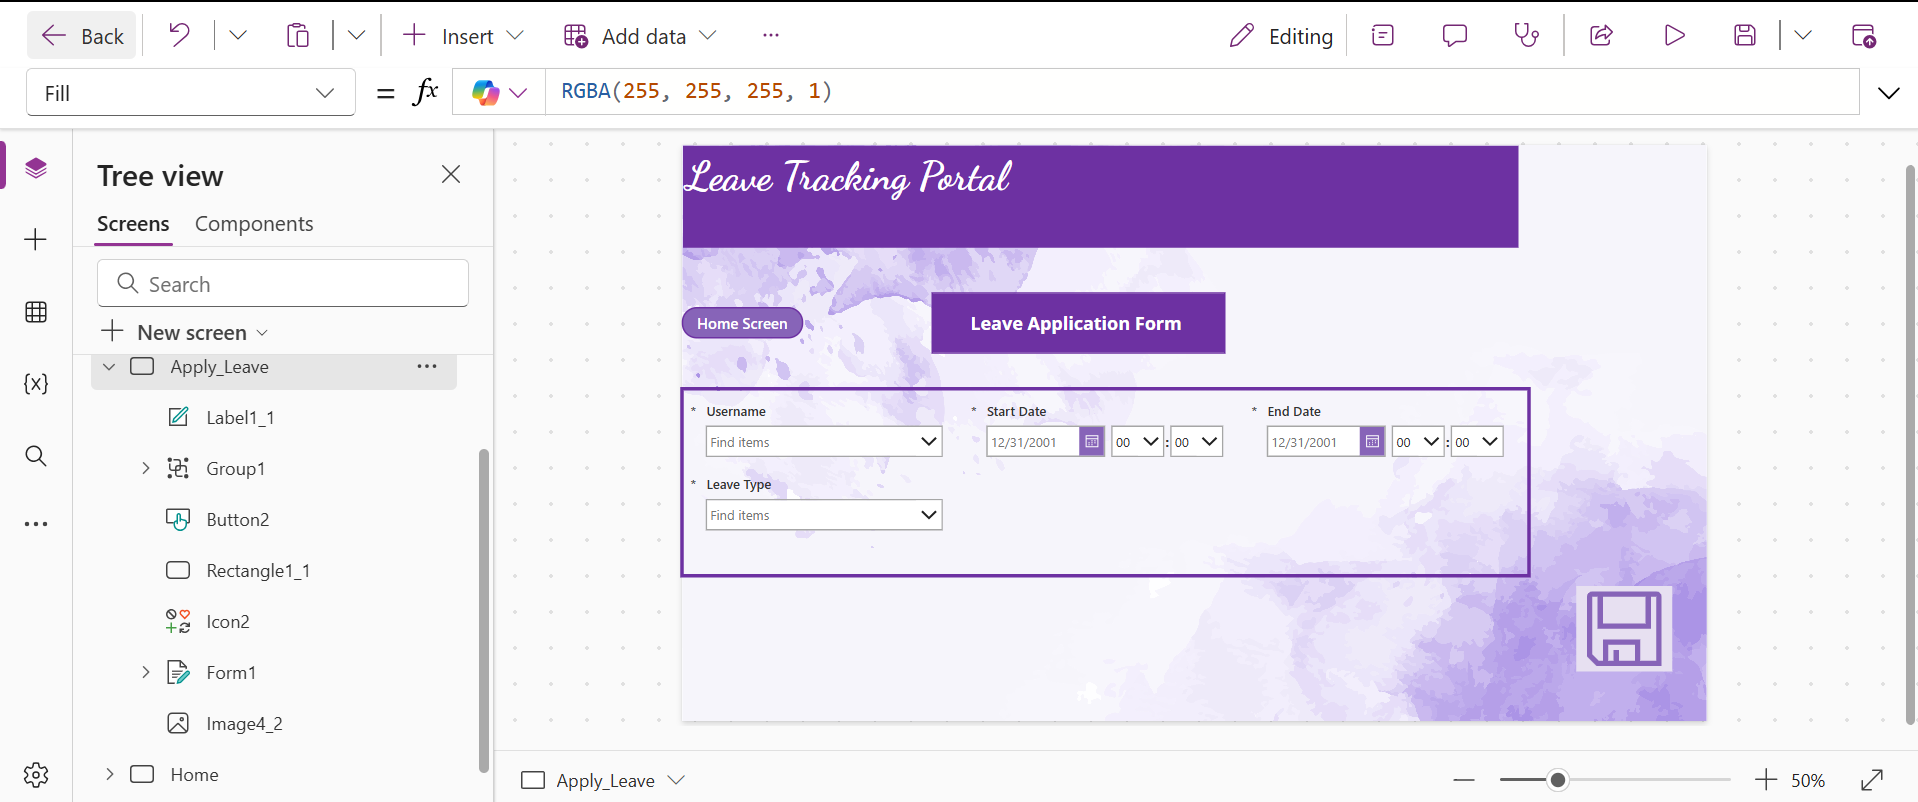 Back
Insert
Add data
Editing
Fill
= fx
RGBA(255, 255, 255, 1)
Tree view
Screens
Components
Search
New screen
Apply_Leave
Label1_1
Group1
Button2
Rectangle1_1
Icon2
Form1
Image4_2
Home
Leave Tracking Portal
Home Screen
Leave Application Form
* Username
* Start Date
* End Date
Find items
12/31/2001
00 : 00
12/31/2001
00 : 00
* Leave Type
Find items
Apply_Leave
50%